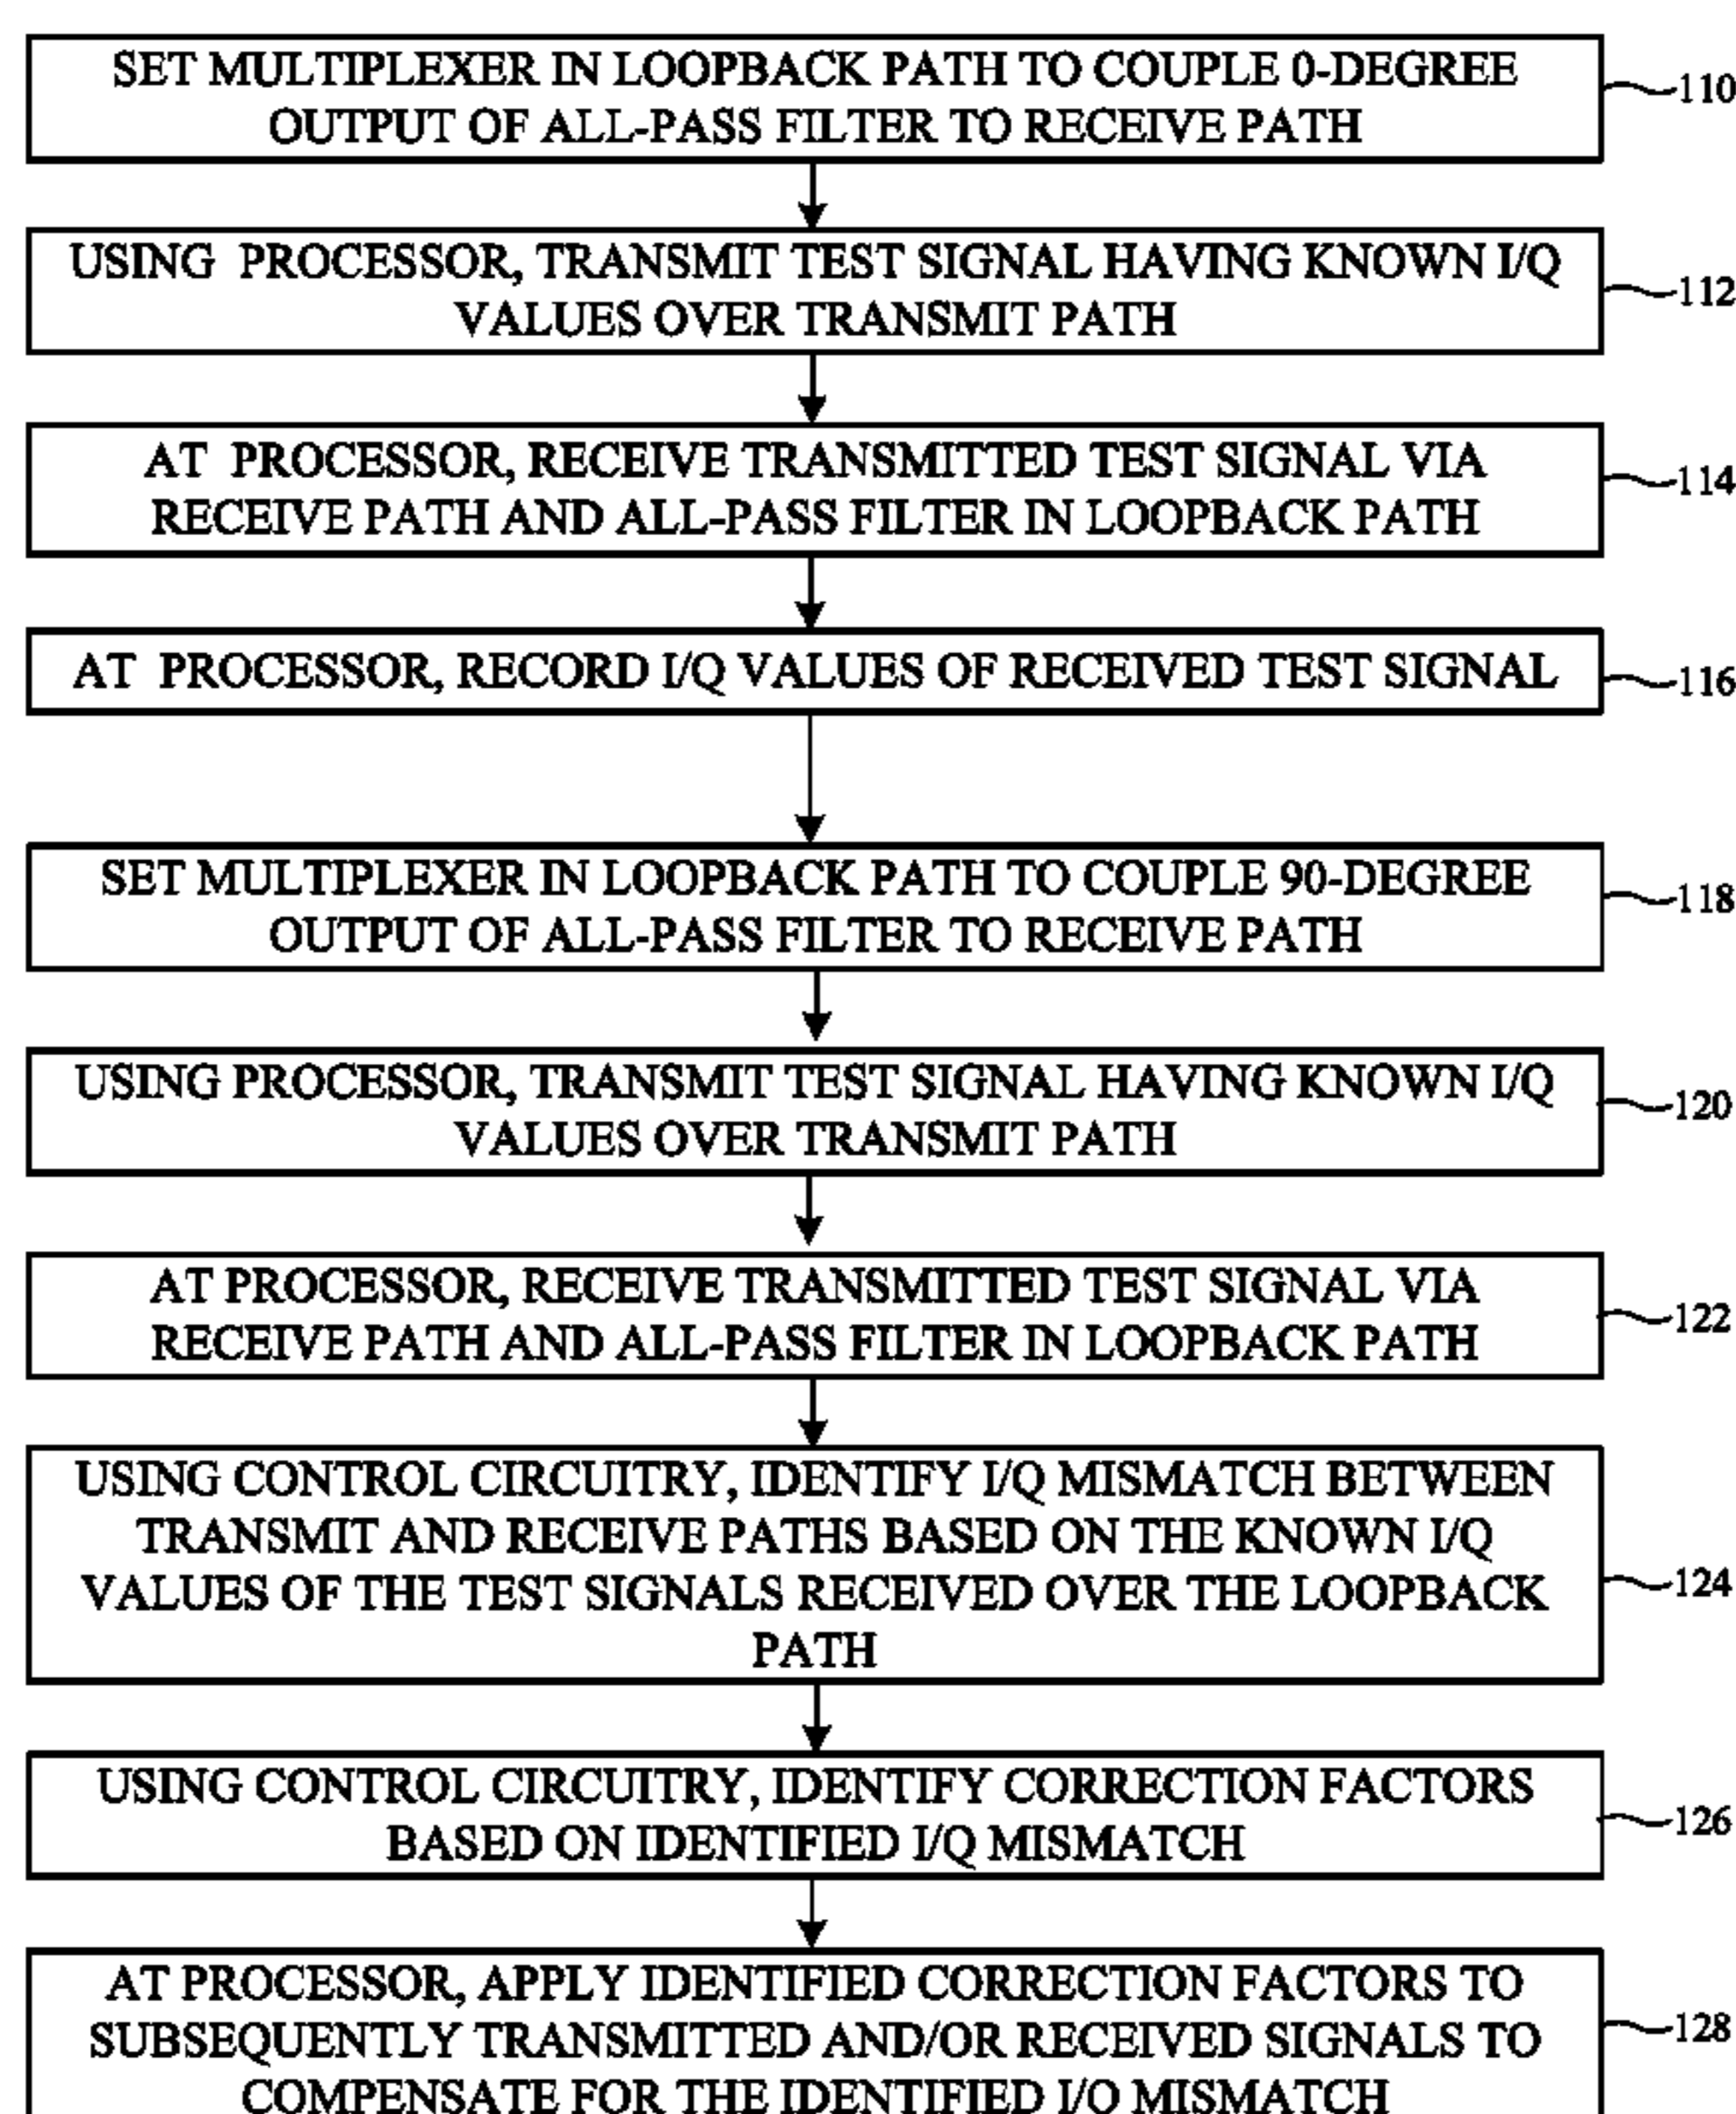 SET MULTIPLEXER IN LOOPBACK PATH TO COUPLE 0-DEGREE
OUTPUT OF ALL-PASS FILTER TO RECEIVE PATH
110
USING PROCESSOR, TRANSMIT TEST SIGNAL HAVING KNOWN I/Q
VALUES OVER TRANSMIT PATH
112
AT PROCESSOR, RECEIVE TRANSMITTED TEST SIGNAL VIA
RECEIVE PATH AND ALL-PASS FILTER IN LOOPBACK PATH
114
AT PROCESSOR, RECORD I/Q VALUES OF RECEIVED TEST SIGNAL
116
SET MULTIPLEXER IN LOOPBACK PATH TO COUPLE 90-DEGREE
OUTPUT OF ALL-PASS FILTER TO RECEIVE PATH
118
USING PROCESSOR, TRANSMIT TEST SIGNAL HAVING KNOWN I/Q
VALUES OVER TRANSMIT PATH
120
AT PROCESSOR, RECEIVE TRANSMITTED TEST SIGNAL VIA
RECEIVE PATH AND ALL-PASS FILTER IN LOOPBACK PATH
122
USING CONTROL CIRCUITRY, IDENTIFY I/Q MISMATCH BETWEEN
TRANSMIT AND RECEIVE PATHS BASED ON THE KNOWN I/Q
VALUES OF THE TEST SIGNALS RECEIVED OVER THE LOOPBACK
PATH
124
USING CONTROL CIRCUITRY, IDENTIFY CORRECTION FACTORS
BASED ON IDENTIFIED I/Q MISMATCH
126
AT PROCESSOR, APPLY IDENTIFIED CORRECTION FACTORS TO
SUBSEQUENTLY TRANSMITTED AND/OR RECEIVED SIGNALS TO
COMPENSATE FOR THE IDENTIFIED I/Q MISMATCH
128